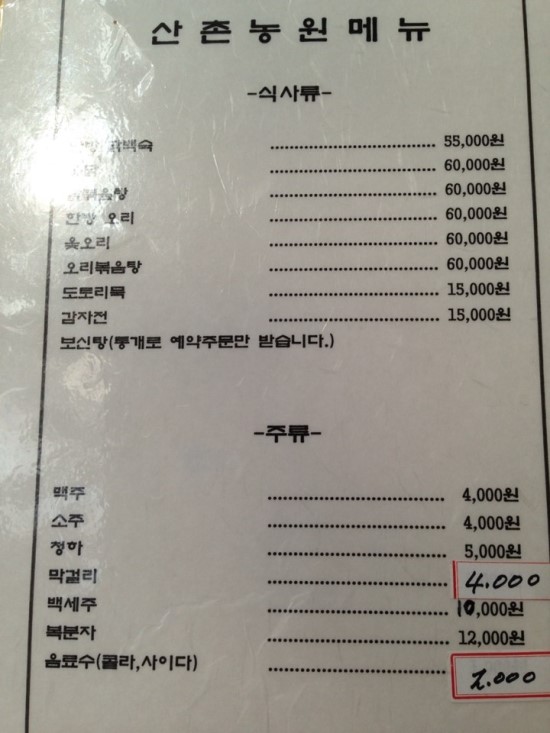 산촌농원메뉴
-식사류-
백숙 55,000원
60,000원
볶음탕 60,000원
한방 오리 60,000원
옻오리 60,000원
오리볶음탕 60,000원
도토리묵 15,000원
감자전 15,000원
보신탕(통개로 예약주문만 받습니다.)
-주류-
맥주 4,000원
소주 4,000원
청하 5,000원
막걸리 4.000
백세주 10,000원
복분자 12,000원
음료수(콜라,사이다) 2.000